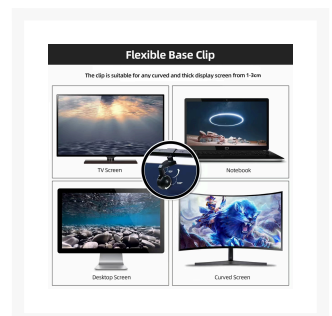 Flexible Base Clip
The clip is suitable for any curved and thick display screen from 1-3cm
TV Screen
Notebook
Desktop Screen
Curved Screen